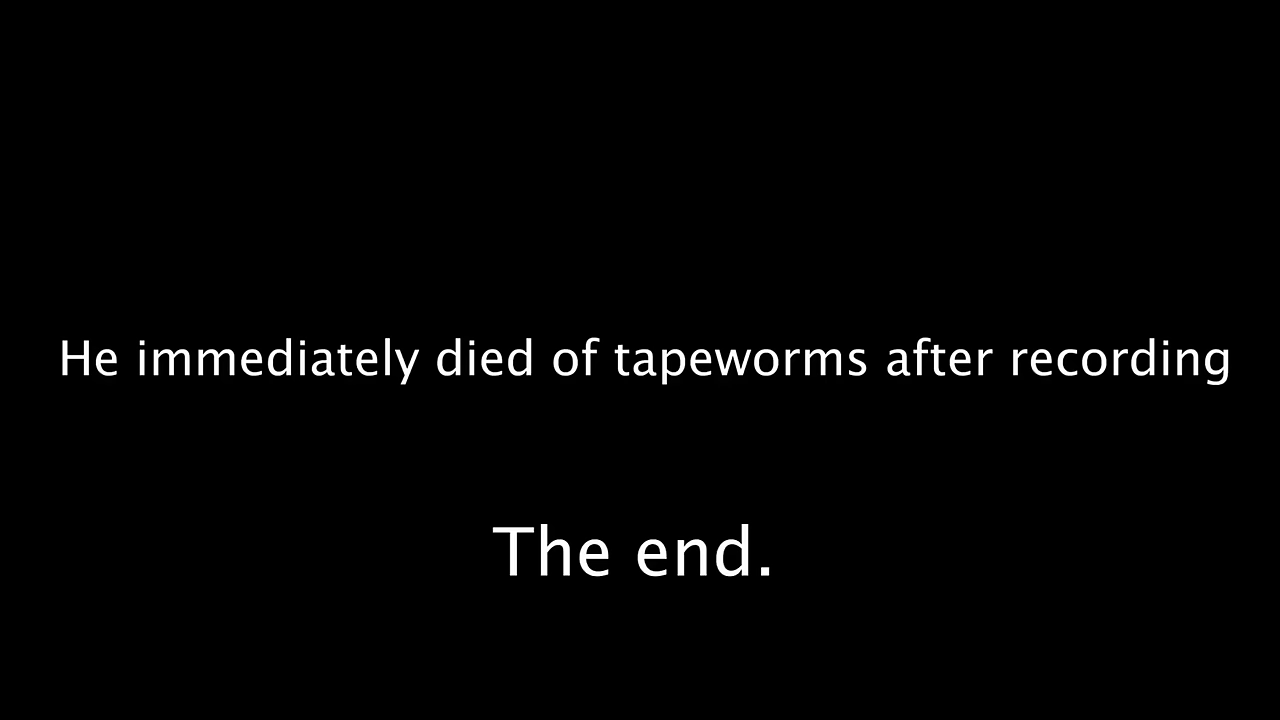 He immediately died of tapeworms after recording
The end.